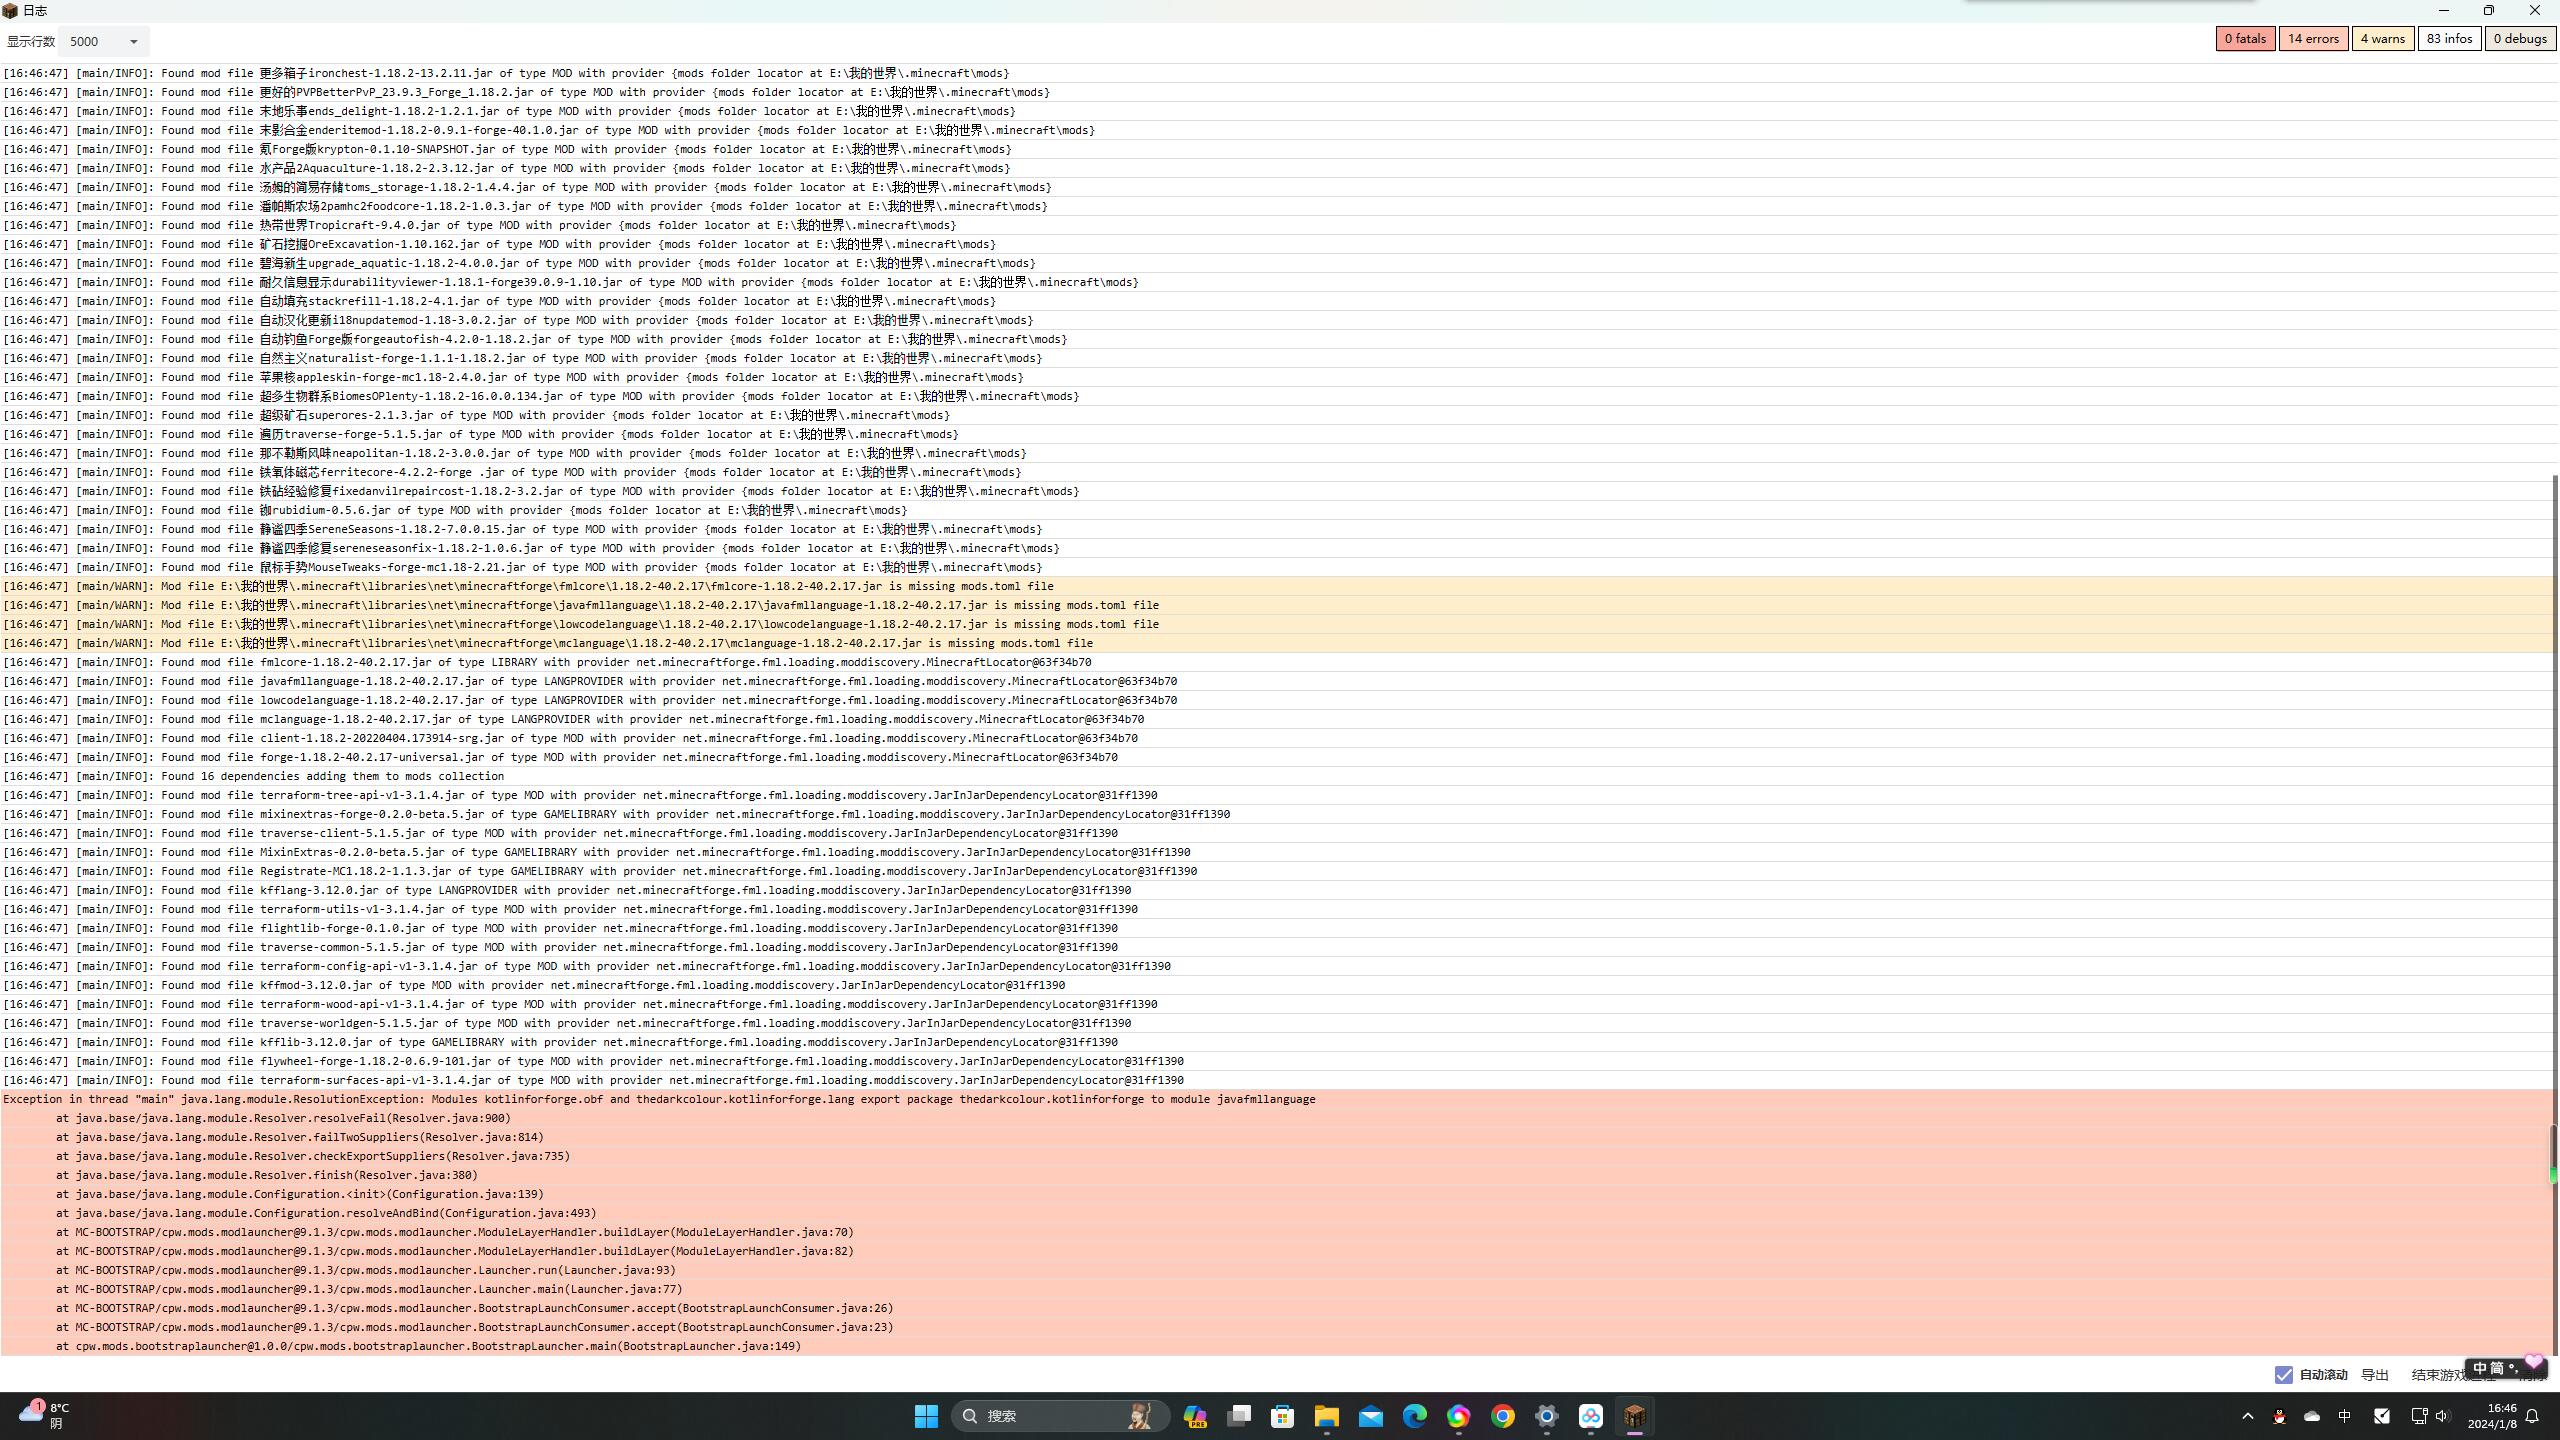 日志
显示行数 5000
0 fatals 14 errors 4 warns 83 infos 0 debugs
[16:46:47] [main/INFO]: Found mod file 更多箱子ironchest-1.18.2-13.2.11.jar of type MOD with provider {mods folder locator at E:\我的世界\.minecraft\mods}
[16:46:47] [main/INFO]: Found mod file 更好的PVPBetterPvP_23.9.3_Forge_1.18.2.jar of type MOD with provider {mods folder locator at E:\我的世界\.minecraft\mods}
[16:46:47] [main/INFO]: Found mod file 末地乐事ends_delight-1.18.2-1.2.1.jar of type MOD with provider {mods folder locator at E:\我的世界\.minecraft\mods}
[16:46:47] [main/INFO]: Found mod file 末影合金enderitemod-1.18.2-0.9.1-forge-40.1.0.jar of type MOD with provider {mods folder locator at E:\我的世界\.minecraft\mods}
[16:46:47] [main/INFO]: Found mod file 氪Forge版krypton-0.1.10-SNAPSHOT.jar of type MOD with provider {mods folder locator at E:\我的世界\.minecraft\mods}
[16:46:47] [main/INFO]: Found mod file 水产品2Aquaculture-1.18.2-2.3.12.jar of type MOD with provider {mods folder locator at E:\我的世界\.minecraft\mods}
[16:46:47] [main/INFO]: Found mod file 汤姆的简易存储toms_storage-1.18.2-1.4.4.jar of type MOD with provider {mods folder locator at E:\我的世界\.minecraft\mods}
[16:46:47] [main/INFO]: Found mod file 潘帕斯农场2pamhc2foodcore-1.18.2-1.0.3.jar of type MOD with provider {mods folder locator at E:\我的世界\.minecraft\mods}
[16:46:47] [main/INFO]: Found mod file 热带世界Tropicraft-9.4.0.jar of type MOD with provider {mods folder locator at E:\我的世界\.minecraft\mods}
[16:46:47] [main/INFO]: Found mod file 矿石挖掘OreExcavation-1.10.162.jar of type MOD with provider {mods folder locator at E:\我的世界\.minecraft\mods}
[16:46:47] [main/INFO]: Found mod file 碧海新生upgrade_aquatic-1.18.2-4.0.0.jar of type MOD with provider {mods folder locator at E:\我的世界\.minecraft\mods}
[16:46:47] [main/INFO]: Found mod file 耐久信息显示durabilityviewer-1.18.1-forge39.0.9-1.10.jar of type MOD with provider {mods folder locator at E:\我的世界\.minecraft\mods}
[16:46:47] [main/INFO]: Found mod file 自动填充stackrefill-1.18.2-4.1.jar of type MOD with provider {mods folder locator at E:\我的世界\.minecraft\mods}
[16:46:47] [main/INFO]: Found mod file 自动汉化更新i18nupdatemod-1.18-3.0.2.jar of type MOD with provider {mods folder locator at E:\我的世界\.minecraft\mods}
[16:46:47] [main/INFO]: Found mod file 自动钓鱼Forge版forgeautofish-4.2.0-1.18.2.jar of type MOD with provider {mods folder locator at E:\我的世界\.minecraft\mods}
[16:46:47] [main/INFO]: Found mod file 自然主义naturalist-forge-1.1.1-1.18.2.jar of type MOD with provider {mods folder locator at E:\我的世界\.minecraft\mods}
[16:46:47] [main/INFO]: Found mod file 苹果核appleskin-forge-mc1.18-2.4.0.jar of type MOD with provider {mods folder locator at E:\我的世界\.minecraft\mods}
[16:46:47] [main/INFO]: Found mod file 超多生物群系BiomesOPlenty-1.18.2-16.0.0.134.jar of type MOD with provider {mods folder locator at E:\我的世界\.minecraft\mods}
[16:46:47] [main/INFO]: Found mod file 超级矿石superores-2.1.3.jar of type MOD with provider {mods folder locator at E:\我的世界\.minecraft\mods}
[16:46:47] [main/INFO]: Found mod file 遍历traverse-forge-5.1.5.jar of type MOD with provider {mods folder locator at E:\我的世界\.minecraft\mods}
[16:46:47] [main/INFO]: Found mod file 那不勒斯风味neapolitan-1.18.2-3.0.0.jar of type MOD with provider {mods folder locator at E:\我的世界\.minecraft\mods}
[16:46:47] [main/INFO]: Found mod file 铁氧体磁芯ferritecore-4.2.2-forge .jar of type MOD with provider {mods folder locator at E:\我的世界\.minecraft\mods}
[16:46:47] [main/INFO]: Found mod file 铁砧经验修复fixedanvilrepaircost-1.18.2-3.2.jar of type MOD with provider {mods folder locator at E:\我的世界\.minecraft\mods}
[16:46:47] [main/INFO]: Found mod file 铷rubidium-0.5.6.jar of type MOD with provider {mods folder locator at E:\我的世界\.minecraft\mods}
[16:46:47] [main/INFO]: Found mod file 静谧四季SereneSeasons-1.18.2-7.0.0.15.jar of type MOD with provider {mods folder locator at E:\我的世界\.minecraft\mods}
[16:46:47] [main/INFO]: Found mod file 静谧四季修复sereneseasonfix-1.18.2-1.0.6.jar of type MOD with provider {mods folder locator at E:\我的世界\.minecraft\mods}
[16:46:47] [main/INFO]: Found mod file 鼠标手势MouseTweaks-forge-mc1.18-2.21.jar of type MOD with provider {mods folder locator at E:\我的世界\.minecraft\mods}
[16:46:47] [main/WARN]: Mod file E:\我的世界\.minecraft\libraries\net\minecraftforge\fmlcore\1.18.2-40.2.17\fmlcore-1.18.2-40.2.17.jar is missing mods.toml file
[16:46:47] [main/WARN]: Mod file E:\我的世界\.minecraft\libraries\net\minecraftforge\javafmllanguage\1.18.2-40.2.17\javafmllanguage-1.18.2-40.2.17.jar is missing mods.toml file
[16:46:47] [main/WARN]: Mod file E:\我的世界\.minecraft\libraries\net\minecraftforge\lowcodelanguage\1.18.2-40.2.17\lowcodelanguage-1.18.2-40.2.17.jar is missing mods.toml file
[16:46:47] [main/WARN]: Mod file E:\我的世界\.minecraft\libraries\net\minecraftforge\mclanguage\1.18.2-40.2.17\mclanguage-1.18.2-40.2.17.jar is missing mods.toml file
[16:46:47] [main/INFO]: Found mod file fmlcore-1.18.2-40.2.17.jar of type LIBRARY with provider net.minecraftforge.fml.loading.moddiscovery.MinecraftLocator@63f34b70
[16:46:47] [main/INFO]: Found mod file javafmllanguage-1.18.2-40.2.17.jar of type LANGPROVIDER with provider net.minecraftforge.fml.loading.moddiscovery.MinecraftLocator@63f34b70
[16:46:47] [main/INFO]: Found mod file lowcodelanguage-1.18.2-40.2.17.jar of type LANGPROVIDER with provider net.minecraftforge.fml.loading.moddiscovery.MinecraftLocator@63f34b70
[16:46:47] [main/INFO]: Found mod file mclanguage-1.18.2-40.2.17.jar of type LANGPROVIDER with provider net.minecraftforge.fml.loading.moddiscovery.MinecraftLocator@63f34b70
[16:46:47] [main/INFO]: Found mod file client-1.18.2-20220404.173914-srg.jar of type MOD with provider net.minecraftforge.fml.loading.moddiscovery.MinecraftLocator@63f34b70
[16:46:47] [main/INFO]: Found mod file forge-1.18.2-40.2.17-universal.jar of type MOD with provider net.minecraftforge.fml.loading.moddiscovery.MinecraftLocator@63f34b70
[16:46:47] [main/INFO]: Found 16 dependencies adding them to mods collection
[16:46:47] [main/INFO]: Found mod file terraform-tree-api-v1-3.1.4.jar of type MOD with provider net.minecraftforge.fml.loading.moddiscovery.JarInJarDependencyLocator@31ff1390
[16:46:47] [main/INFO]: Found mod file mixinextras-forge-0.2.0-beta.5.jar of type GAMELIBRARY with provider net.minecraftforge.fml.loading.moddiscovery.JarInJarDependencyLocator@31ff1390
[16:46:47] [main/INFO]: Found mod file traverse-client-5.1.5.jar of type MOD with provider net.minecraftforge.fml.loading.moddiscovery.JarInJarDependencyLocator@31ff1390
[16:46:47] [main/INFO]: Found mod file MixinExtras-0.2.0-beta.5.jar of type GAMELIBRARY with provider net.minecraftforge.fml.loading.moddiscovery.JarInJarDependencyLocator@31ff1390
[16:46:47] [main/INFO]: Found mod file Registrate-MC1.18.2-1.1.3.jar of type GAMELIBRARY with provider net.minecraftforge.fml.loading.moddiscovery.JarInJarDependencyLocator@31ff1390
[16:46:47] [main/INFO]: Found mod file kfflang-3.12.0.jar of type LANGPROVIDER with provider net.minecraftforge.fml.loading.moddiscovery.JarInJarDependencyLocator@31ff1390
[16:46:47] [main/INFO]: Found mod file terraform-utils-v1-3.1.4.jar of type MOD with provider net.minecraftforge.fml.loading.moddiscovery.JarInJarDependencyLocator@31ff1390
[16:46:47] [main/INFO]: Found mod file flightlib-forge-0.1.0.jar of type MOD with provider net.minecraftforge.fml.loading.moddiscovery.JarInJarDependencyLocator@31ff1390
[16:46:47] [main/INFO]: Found mod file traverse-common-5.1.5.jar of type MOD with provider net.minecraftforge.fml.loading.moddiscovery.JarInJarDependencyLocator@31ff1390
[16:46:47] [main/INFO]: Found mod file terraform-config-api-v1-3.1.4.jar of type MOD with provider net.minecraftforge.fml.loading.moddiscovery.JarInJarDependencyLocator@31ff1390
[16:46:47] [main/INFO]: Found mod file kffmod-3.12.0.jar of type MOD with provider net.minecraftforge.fml.loading.moddiscovery.JarInJarDependencyLocator@31ff1390
[16:46:47] [main/INFO]: Found mod file terraform-wood-api-v1-3.1.4.jar of type MOD with provider net.minecraftforge.fml.loading.moddiscovery.JarInJarDependencyLocator@31ff1390
[16:46:47] [main/INFO]: Found mod file traverse-worldgen-5.1.5.jar of type MOD with provider net.minecraftforge.fml.loading.moddiscovery.JarInJarDependencyLocator@31ff1390
[16:46:47] [main/INFO]: Found mod file kfflib-3.12.0.jar of type GAMELIBRARY with provider net.minecraftforge.fml.loading.moddiscovery.JarInJarDependencyLocator@31ff1390
[16:46:47] [main/INFO]: Found mod file flywheel-forge-1.18.2-0.6.9-101.jar of type MOD with provider net.minecraftforge.fml.loading.moddiscovery.JarInJarDependencyLocator@31ff1390
[16:46:47] [main/INFO]: Found mod file terraform-surfaces-api-v1-3.1.4.jar of type MOD with provider net.minecraftforge.fml.loading.moddiscovery.JarInJarDependencyLocator@31ff1390
Exception in thread "main" java.lang.module.ResolutionException: Modules kotlinforforge.obf and thedarkcolour.kotlinforforge.lang export package thedarkcolour.kotlinforforge to module javafmllanguage
at java.base/java.lang.module.Resolver.resolveFail(Resolver.java:900)
at java.base/java.lang.module.Resolver.failTwoSuppliers(Resolver.java:814)
at java.base/java.lang.module.Resolver.checkExportSuppliers(Resolver.java:735)
at java.base/java.lang.module.Resolver.finish(Resolver.java:380)
at java.base/java.lang.module.Configuration.<init>(Configuration.java:139)
at java.base/java.lang.module.Configuration.resolveAndBind(Configuration.java:493)
at MC-BOOTSTRAP/cpw.mods.modlauncher@9.1.3/cpw.mods.modlauncher.ModuleLayerHandler.buildLayer(ModuleLayerHandler.java:70)
at MC-BOOTSTRAP/cpw.mods.modlauncher@9.1.3/cpw.mods.modlauncher.ModuleLayerHandler.buildLayer(ModuleLayerHandler.java:82)
at MC-BOOTSTRAP/cpw.mods.modlauncher@9.1.3/cpw.mods.modlauncher.Launcher.run(Launcher.java:93)
at MC-BOOTSTRAP/cpw.mods.modlauncher@9.1.3/cpw.mods.modlauncher.Launcher.main(Launcher.java:77)
at MC-BOOTSTRAP/cpw.mods.modlauncher@9.1.3/cpw.mods.modlauncher.BootstrapLaunchConsumer.accept(BootstrapLaunchConsumer.java:26)
at MC-BOOTSTRAP/cpw.mods.modlauncher@9.1.3/cpw.mods.modlauncher.BootstrapLaunchConsumer.accept(BootstrapLaunchConsumer.java:23)
at cpw.mods.bootstraplauncher@1.0.0/cpw.mods.bootstraplauncher.BootstrapLauncher.main(BootstrapLauncher.java:149)
自动滚动 导出 结束游戏
中 简 °,
1 8°C
阴
搜索
PRE
中
16:46
2024/1/8